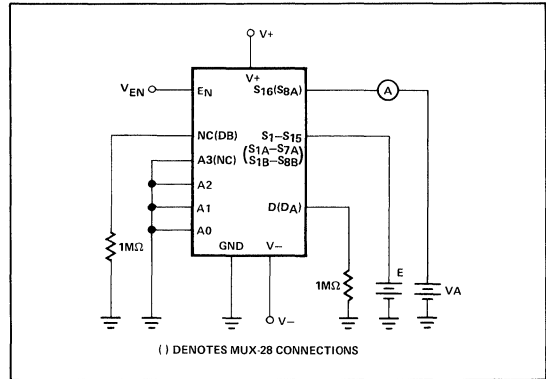 V+
V+
VEN
EN
S16(S8A)
A
NC(DB)
S1–S15
(S1A–S7A
S1B–S8B)
A3(NC)
A2
A1
D(DA)
A0
GND
V−
1MΩ
1MΩ
E
VA
V−
( ) DENOTES MUX-28 CONNECTIONS